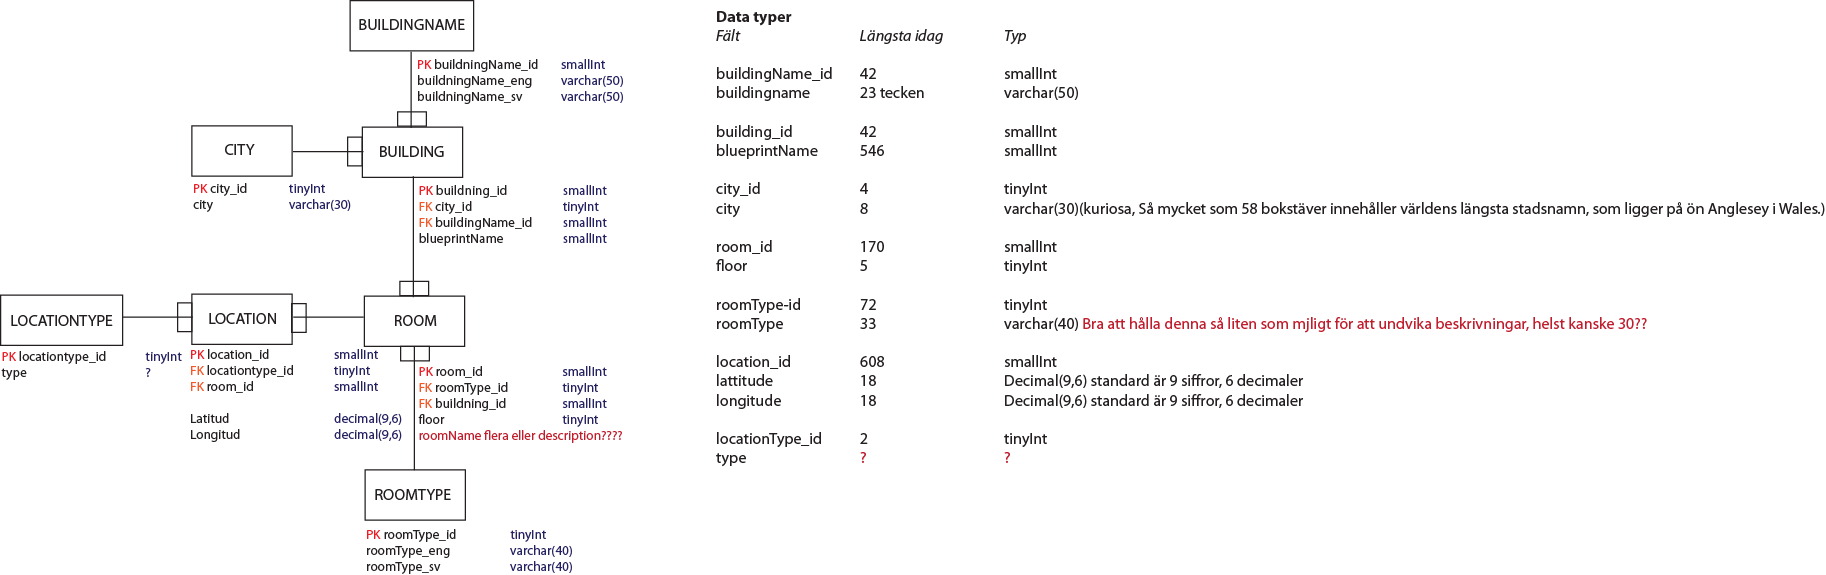 BUILDINGNAME
PK buildningName_id smallInt
buildningName_eng varchar(50)
buildningName_sv varchar(50)
CITY
PK city_id tinyInt
city varchar(30)
BUILDING
PK buildning_id smallInt
FK city_id tinyInt
FK buildingName_id smallInt
blueprintName smallInt
LOCATIONTYPE
PK locationtype_id tinyInt
type ?
LOCATION
PK location_id smallInt
FK locationtype_id tinyInt
FK room_id smallInt
Latitud decimal(9,6)
Longitud decimal(9,6)
ROOM
PK room_id smallInt
FK roomType_id tinyInt
FK buildning_id smallInt
floor tinyInt
roomName flera eller description????
ROOMTYPE
PK roomType_id tinyInt
roomType_eng varchar(40)
roomType_sv varchar(40)
Data typer
Fält Längsta idag Typ
buildingName_id 42 smallInt
buildingname 23 tecken varchar(50)
building_id 42 smallInt
blueprintName 546 smallInt
city_id 4 tinyInt
city 8 varchar(30)(kuriosa, Så mycket som 58 bokstäver innehåller världens längsta stadsnamn, som ligger på ön Anglesey i Wales.)
room_id 170 smallInt
floor 5 tinyInt
roomType-id 72 tinyInt
roomType 33 varchar(40) Bra att hålla denna så liten som mjligt för att undvika beskrivningar, helst kanske 30??
location_id 608 smallInt
lattitude 18 Decimal(9,6) standard är 9 siffror, 6 decimaler
longitude 18 Decimal(9,6) standard är 9 siffror, 6 decimaler
locationType_id 2 tinyInt
type ? ?